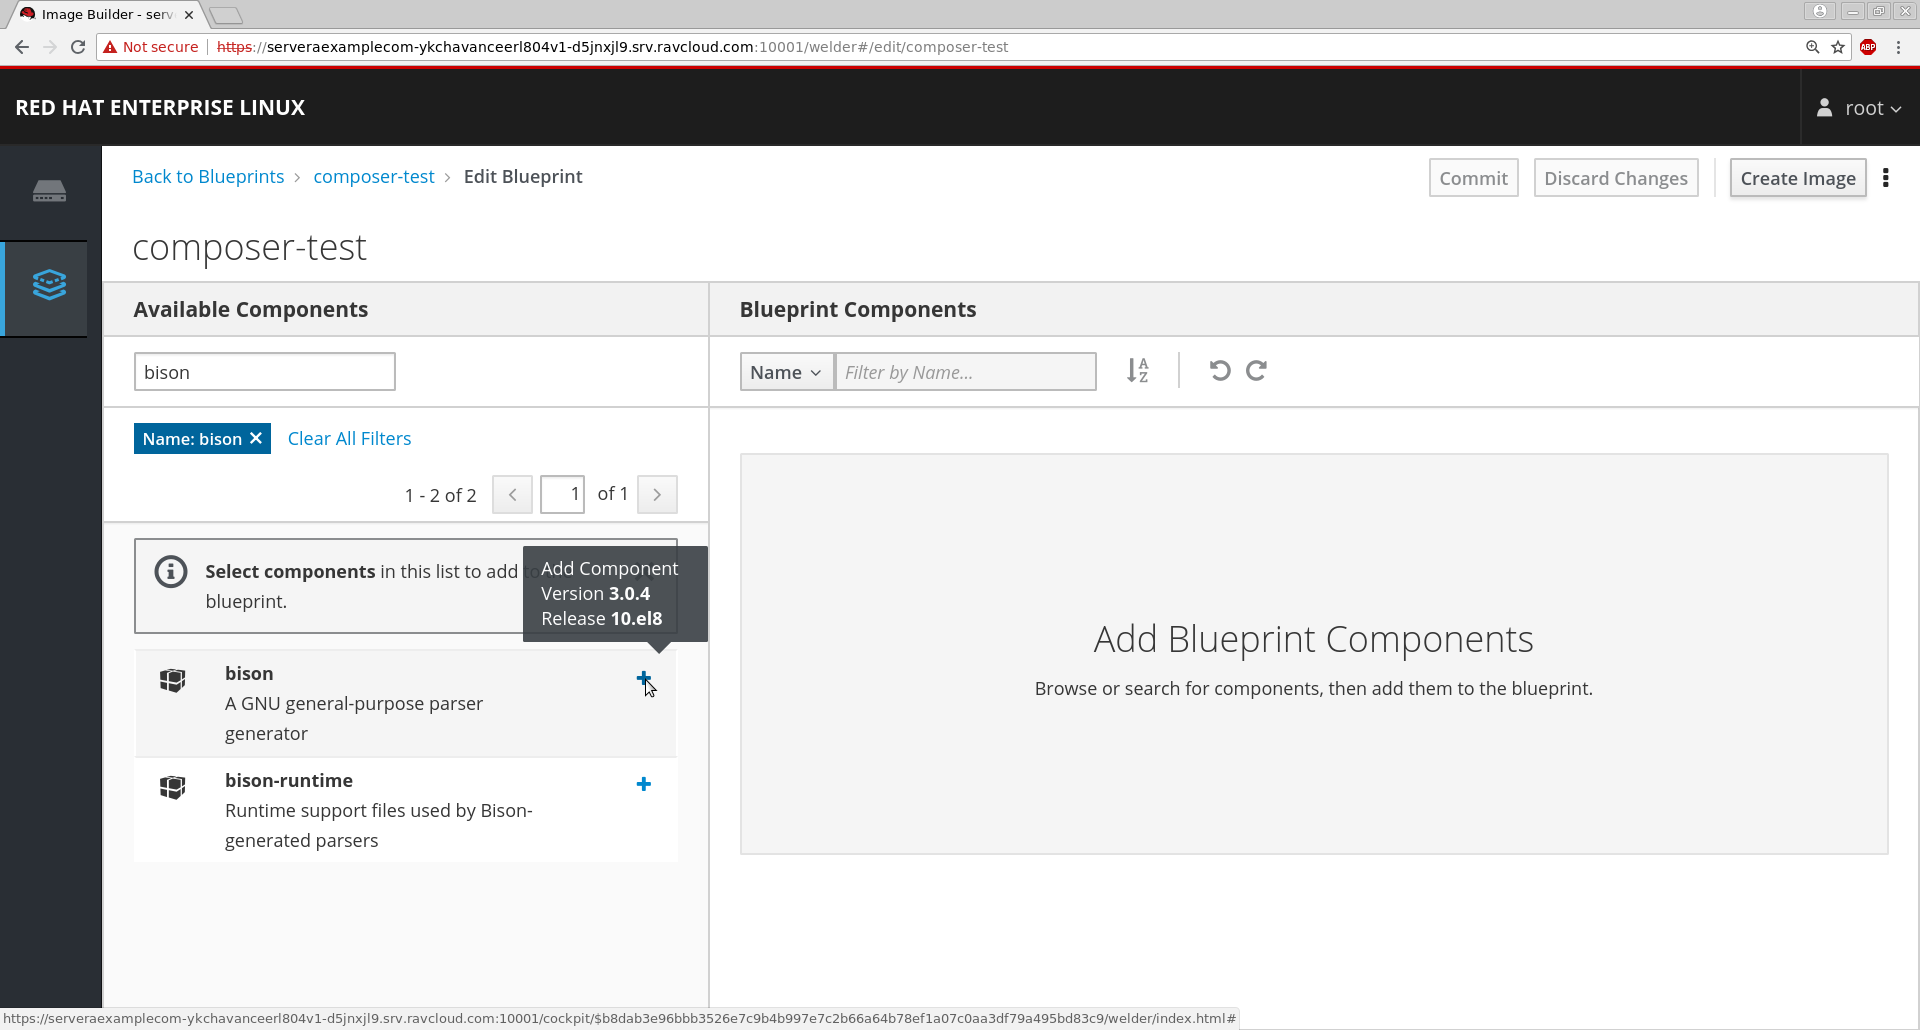 Image Builder - serv
Not secure https://serveraexamplecom-ykchavanceerl804v1-d5jnxjl9.srv.ravcloud.com:10001/welder#/edit/composer-test
ABP
RED HAT ENTERPRISE LINUX
root
Back to Blueprints > composer-test > Edit Blueprint
Commit
Discard Changes
Create Image
composer-test
Available Components
Blueprint Components
bison
Name
Filter by Name...
A
Z
Name: bison
Clear All Filters
1 - 2 of 2
1 of 1
Select components in this list to add
blueprint.
Add Component
Version 3.0.4
Release 10.el8
bison
A GNU general-purpose parser
generator
bison-runtime
Runtime support files used by Bison-
generated parsers
Add Blueprint Components
Browse or search for components, then add them to the blueprint.
https://serveraexamplecom-ykchavanceerl804v1-d5jnxjl9.srv.ravcloud.com:10001/cockpit/$b8dab3e96bbb3526e7c9b4b997e7c2b66a64b78ef1a07c0aa3df79a495bd83c9/welder/index.html#